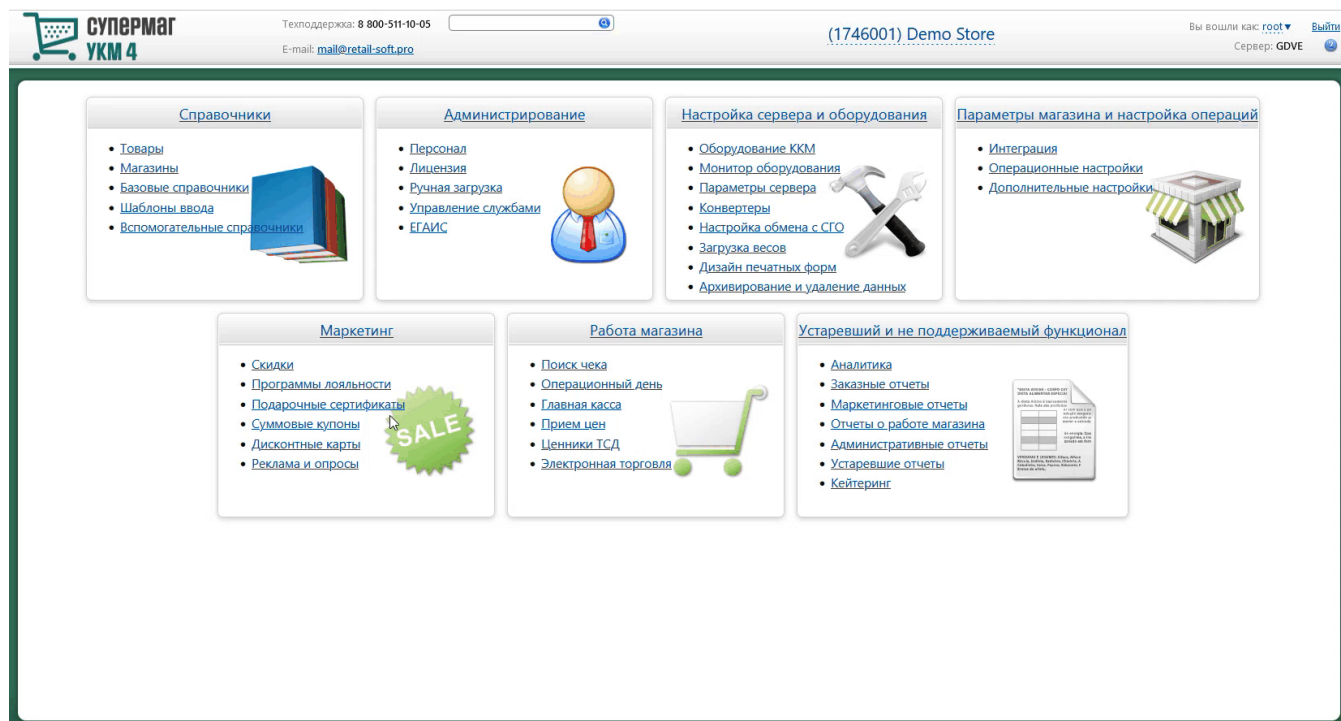 СУПЕРМАГ
УКМ 4
Техподдержка: 8 800-511-10-05
E-mail: mail@retail-soft.pro
(1746001) Demo Store
Вы вошли как: root▼ Выйти
Сервер: GDVE
Справочники
• Товары
• Магазины
• Базовые справочники
• Шаблоны ввода
• Вспомогательные справочники
Администрирование
• Персонал
• Лицензия
• Ручная загрузка
• Управление службами
• ЕГАИС
Настройка сервера и оборудования
• Оборудование ККМ
• Монитор оборудования
• Параметры сервера
• Конвертеры
• Настройка обмена с СГО
• Загрузка весов
• Дизайн печатных форм
• Архивирование и удаление данных
Параметры магазина и настройка операций
• Интеграция
• Операционные настройки
• Дополнительные настройки
Маркетинг
• Скидки
• Программы лояльности
• Подарочные сертификаты
• Суммовые купоны
• Дисконтные карты
• Реклама и опросы
SALE
Работа магазина
• Поиск чека
• Операционный день
• Главная касса
• Прием цен
• Ценники ТСД
• Электронная торговля
Устаревший и не поддерживаемый функционал
• Аналитика
• Заказные отчеты
• Маркетинговые отчеты
• Отчеты о работе магазина
• Административные отчеты
• Устаревшие отчеты
• Кейтеринг